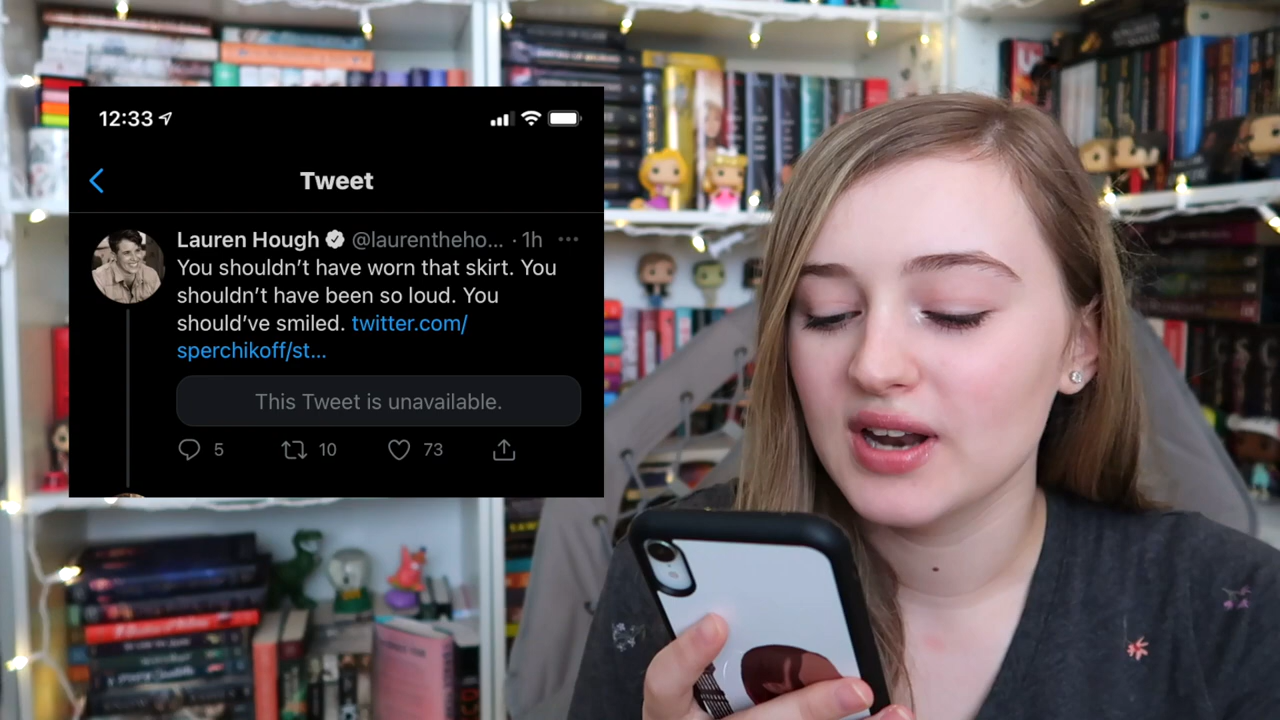 12:33
Tweet
Lauren Hough @laurentheho... · 1h
You shouldn't have worn that skirt. You
shouldn't have been so loud. You
should've smiled. twitter.com/
sperchikoff/st...
This Tweet is unavailable.
5 10 73